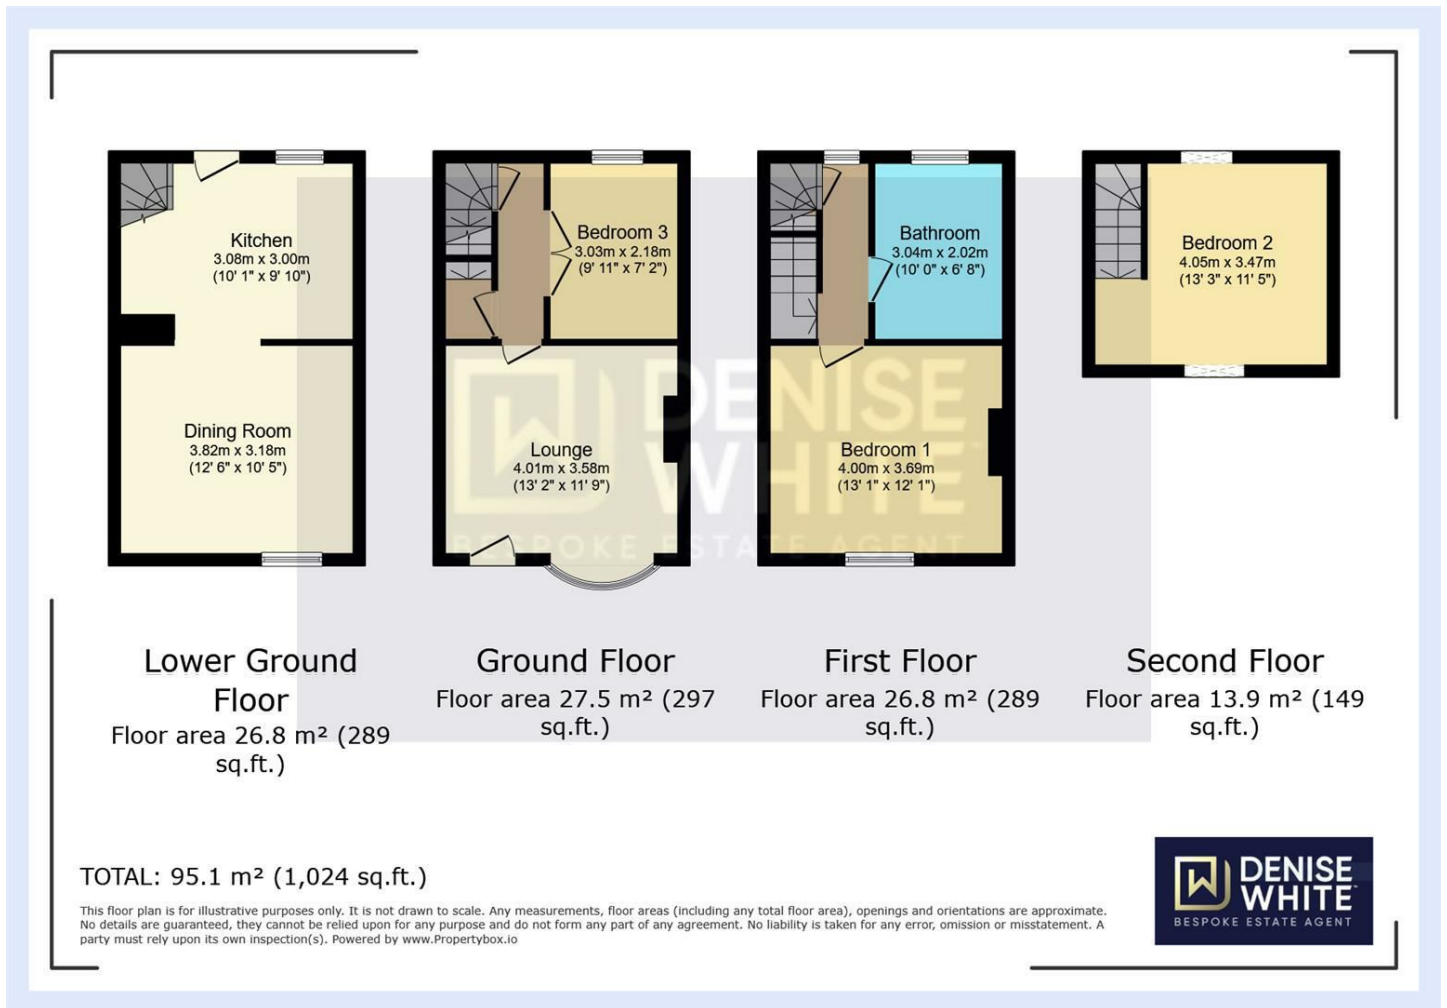 Kitchen
3.08m x 3.00m
(10' 1" x 9' 10")
Dining Room
3.82m x 3.18m
(12' 6" x 10' 5")
Bedroom 3
3.03m x 2.18m
(9' 11" x 7' 2")
Lounge
4.01m x 3.58m
(13' 2" x 11' 9")
Bathroom
3.04m x 2.02m
(10' 0" x 6' 8")
Bedroom 1
4.00m x 3.69m
(13' 1" x 12' 1")
Bedroom 2
4.05m x 3.47m
(13' 3" x 11' 5")
DENISE
WHITE™
BESPOKE ESTATE AGENT
Lower Ground
Floor
Floor area 26.8 m² (289
sq.ft.)
Ground Floor
Floor area 27.5 m² (297
sq.ft.)
First Floor
Floor area 26.8 m² (289
sq.ft.)
Second Floor
Floor area 13.9 m² (149
sq.ft.)
TOTAL: 95.1 m² (1,024 sq.ft.)
This floor plan is for illustrative purposes only. It is not drawn to scale. Any measurements, floor areas (including any total floor area), openings and orientations are approximate.
No details are guaranteed, they cannot be relied upon for any purpose and do not form any part of any agreement. No liability is taken for any error, omission or misstatement. A
party must rely upon its own inspection(s). Powered by www.Propertybox.io
DENISE
WHITE™
BESPOKE ESTATE AGENT